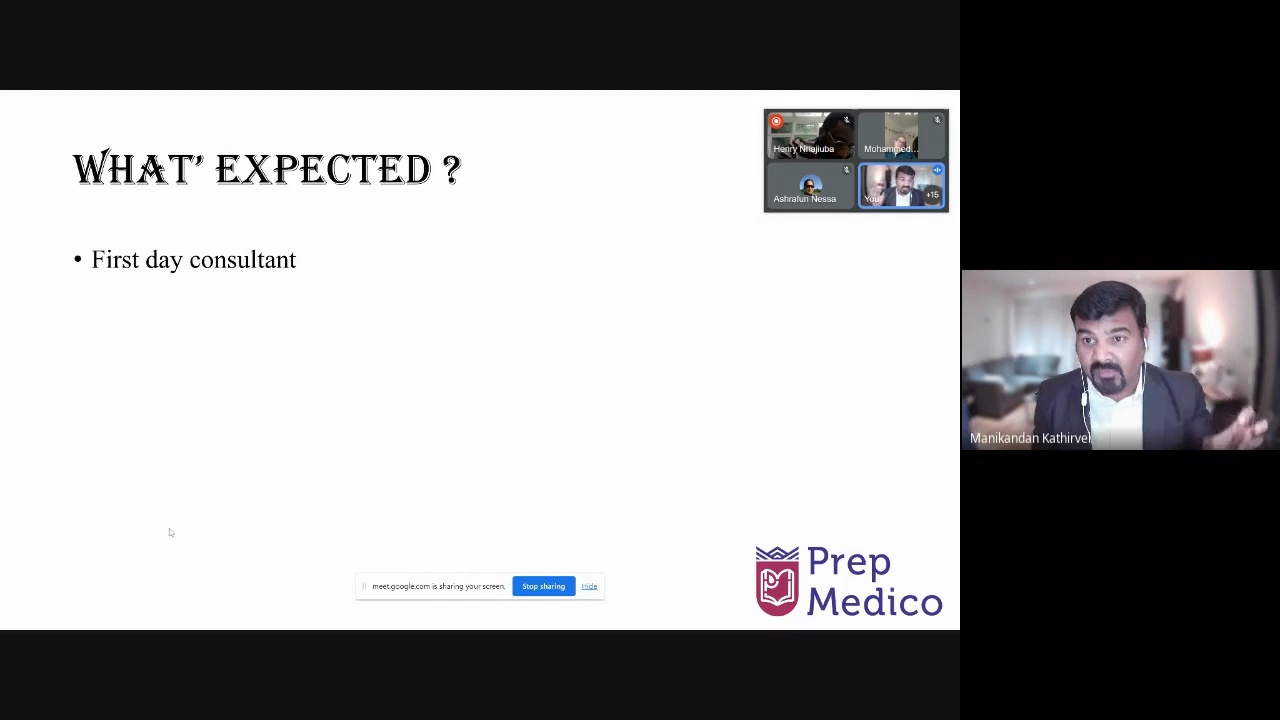 WHAT' EXPECTED ?
Henry Nnajiuba
Mohammed...
Ashrafun Nessa
You
+15
• First day consultant
Manikandan Kathirvel
meet.google.com is sharing your screen.
Stop sharing
Hide
Prep
Medico